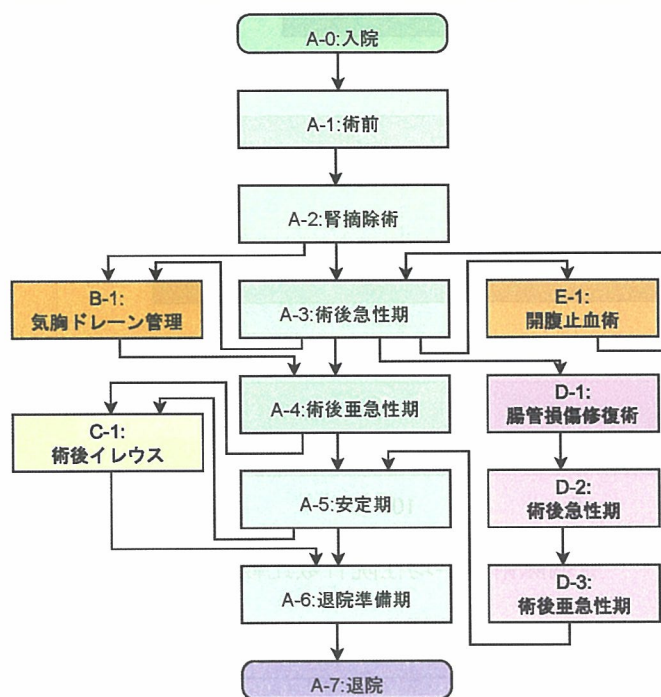 A-0:入院
A-1:術前
A-2:腎摘除術
B-1:
気胸ドレーン管理
A-3:術後急性期
E-1:
開腹止血術
A-4:術後亜急性期
D-1:
腸管損傷修復術
C-1:
術後イレウス
A-5:安定期
D-2:
術後急性期
A-6:退院準備期
D-3:
術後亜急性期
A-7:退院